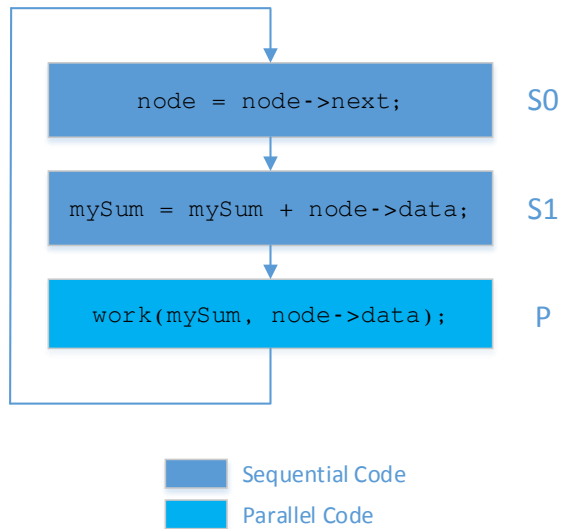 node = node->next;
S0
mySum = mySum + node->data;
S1
work(mySum, node->data);
P
Sequential Code
Parallel Code